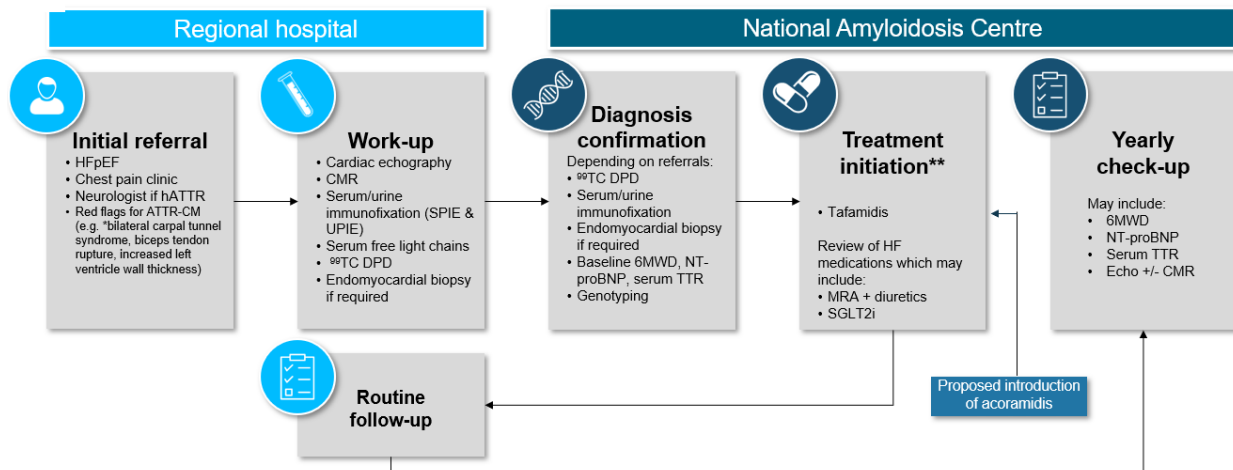 Regional hospital
National Amyloidosis Centre
Initial referral
• HFpEF
• Chest pain clinic
• Neurologist if hATTR
• Red flags for ATTR-CM
(e.g. *bilateral carpal tunnel
syndrome, biceps tendon
rupture, increased left
ventricle wall thickness)
Work-up
• Cardiac echography
• CMR
• Serum/urine
immunofixation (SPIE &
UPIE)
• Serum free light chains
• ⁹⁹TC DPD
• Endomyocardial biopsy
if required
Diagnosis
confirmation
Depending on referrals:
• ⁹⁹TC DPD
• Serum/urine
immunofixation
• Endomyocardial biopsy
if required
• Baseline 6MWD, NT-
proBNP, serum TTR
• Genotyping
Treatment
initiation**
• Tafamidis
Review of HF
medications which may
include:
• MRA + diuretics
• SGLT2i
Yearly
check-up
May include:
• 6MWD
• NT-proBNP
• Serum TTR
• Echo +/- CMR
Routine
follow-up
Proposed introduction
of acoramidis